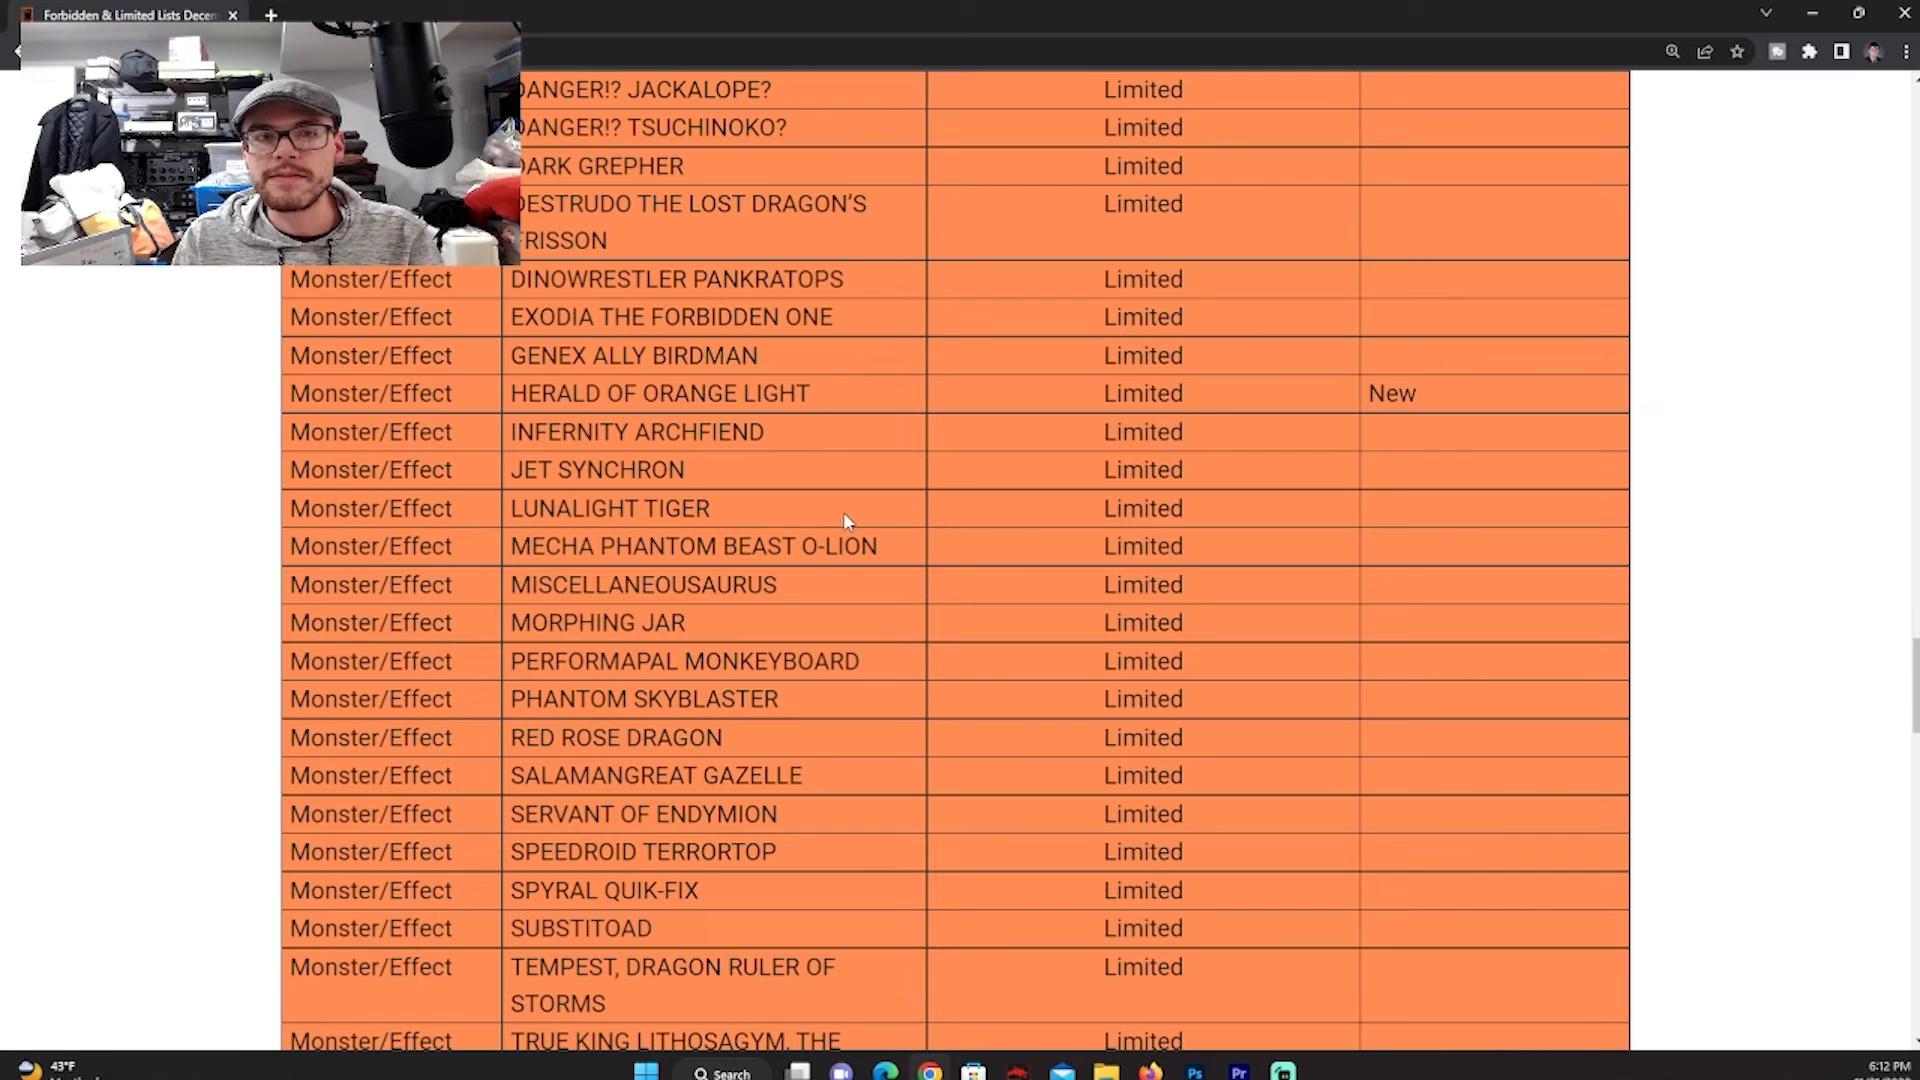 Forbidden & Limited Lists Decem
DANGER!? JACKALOPE? Limited
DANGER!? TSUCHINOKO? Limited
DARK GREPHER Limited
DESTRUDO THE LOST DRAGON'S Limited
FRISSON
Monster/Effect DINOWRESTLER PANKRATOPS Limited
Monster/Effect EXODIA THE FORBIDDEN ONE Limited
Monster/Effect GENEX ALLY BIRDMAN Limited
Monster/Effect HERALD OF ORANGE LIGHT Limited New
Monster/Effect INFERNITY ARCHFIEND Limited
Monster/Effect JET SYNCHRON Limited
Monster/Effect LUNALIGHT TIGER Limited
Monster/Effect MECHA PHANTOM BEAST O-LION Limited
Monster/Effect MISCELLANEOUSAURUS Limited
Monster/Effect MORPHING JAR Limited
Monster/Effect PERFORMAPAL MONKEYBOARD Limited
Monster/Effect PHANTOM SKYBLASTER Limited
Monster/Effect RED ROSE DRAGON Limited
Monster/Effect SALAMANGREAT GAZELLE Limited
Monster/Effect SERVANT OF ENDYMION Limited
Monster/Effect SPEEDROID TERRORTOP Limited
Monster/Effect SPYRAL QUIK-FIX Limited
Monster/Effect SUBSTITOAD Limited
Monster/Effect TEMPEST, DRAGON RULER OF Limited
STORMS
Monster/Effect TRUE KING LITHOSAGYM, THE Limited
43°F
Search
Ps
Pr
6:12 PM